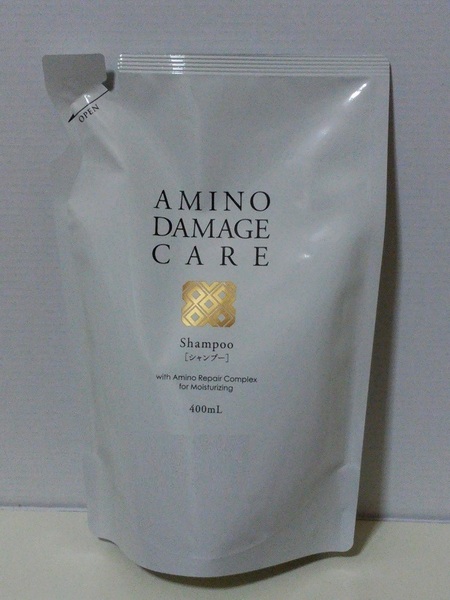 OPEN
AMINO
DAMAGE
CARE
Shampoo
[シャンプー]
with Amino Repair Complex
for Moisturizing
400mL